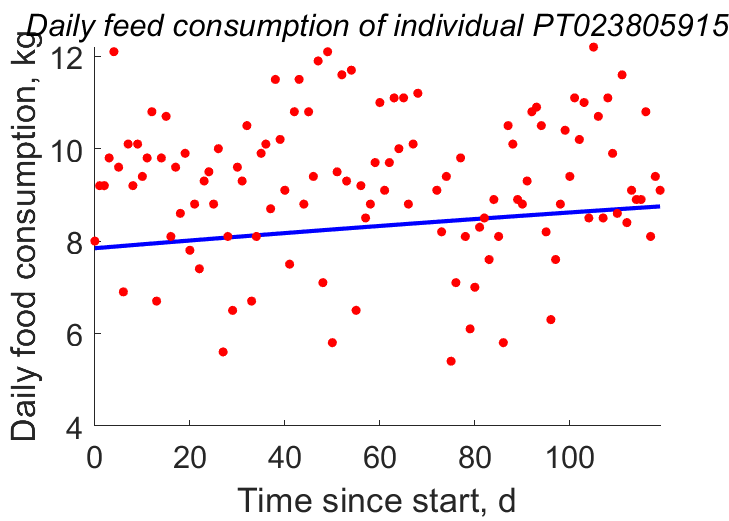 Daily feed consumption of individual PT023805915
Daily food consumption, kg
12
10
8
6
4
0 20 40 60 80 100
Time since start, d